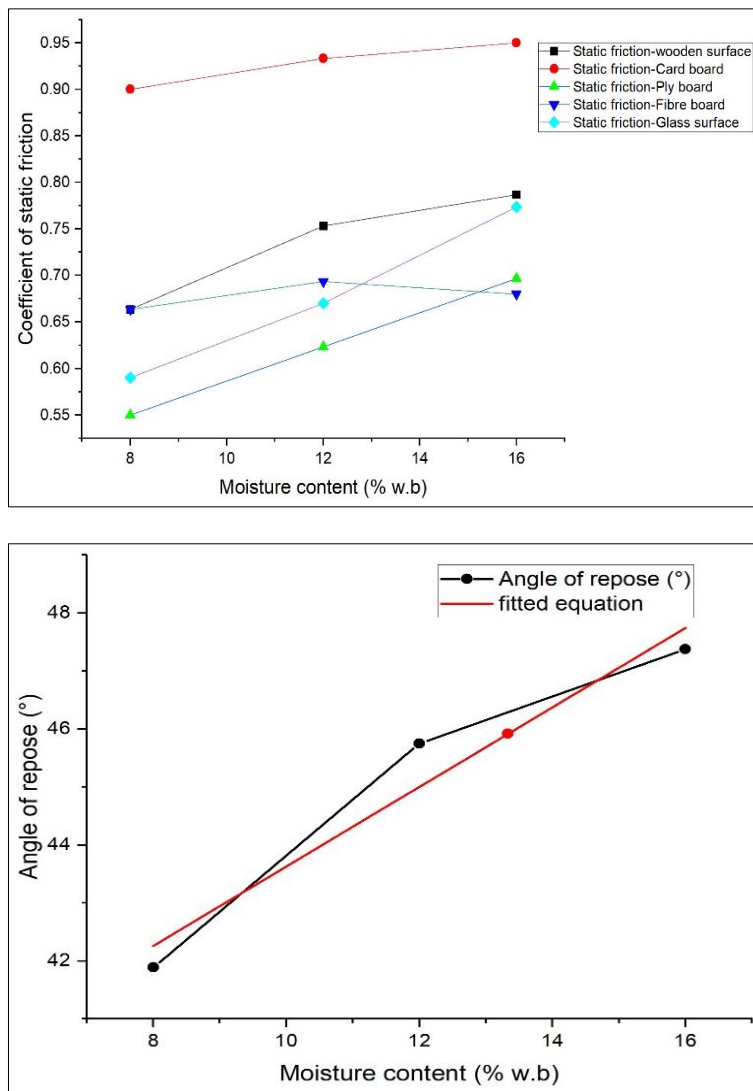 0.95
0.90
0.85
0.80
0.75
0.70
0.65
0.60
0.55
Coefficient of static friction
Static friction-wooden surface
Static friction-Card board
Static friction-Ply board
Static friction-Fibre board
Static friction-Glass surface
8
10
12
14
16
Moisture content (% w.b)
48
46
44
42
Angle of repose (°)
Angle of repose (°)
fitted equation
8
10
12
14
16
Moisture content (% w.b)